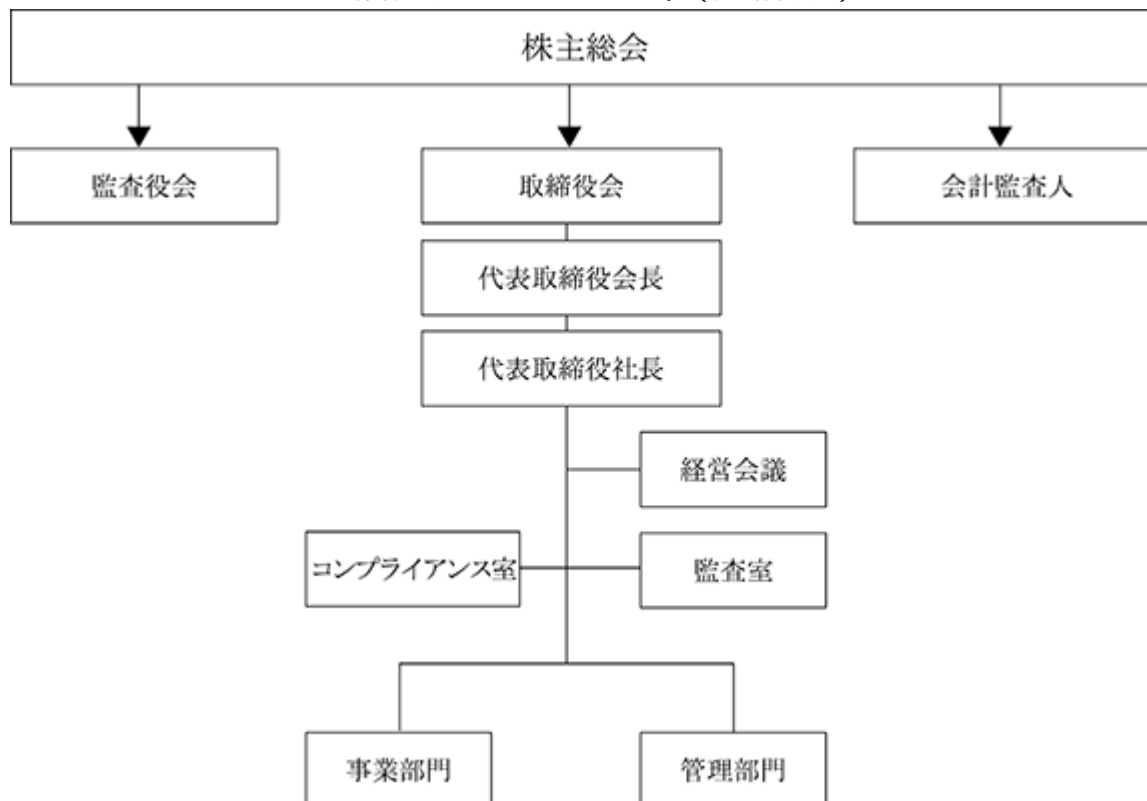 株主総会
監査役会
取締役会
会計監査人
代表取締役会長
代表取締役社長
経営会議
コンプライアンス室
監査室
事業部門
管理部門